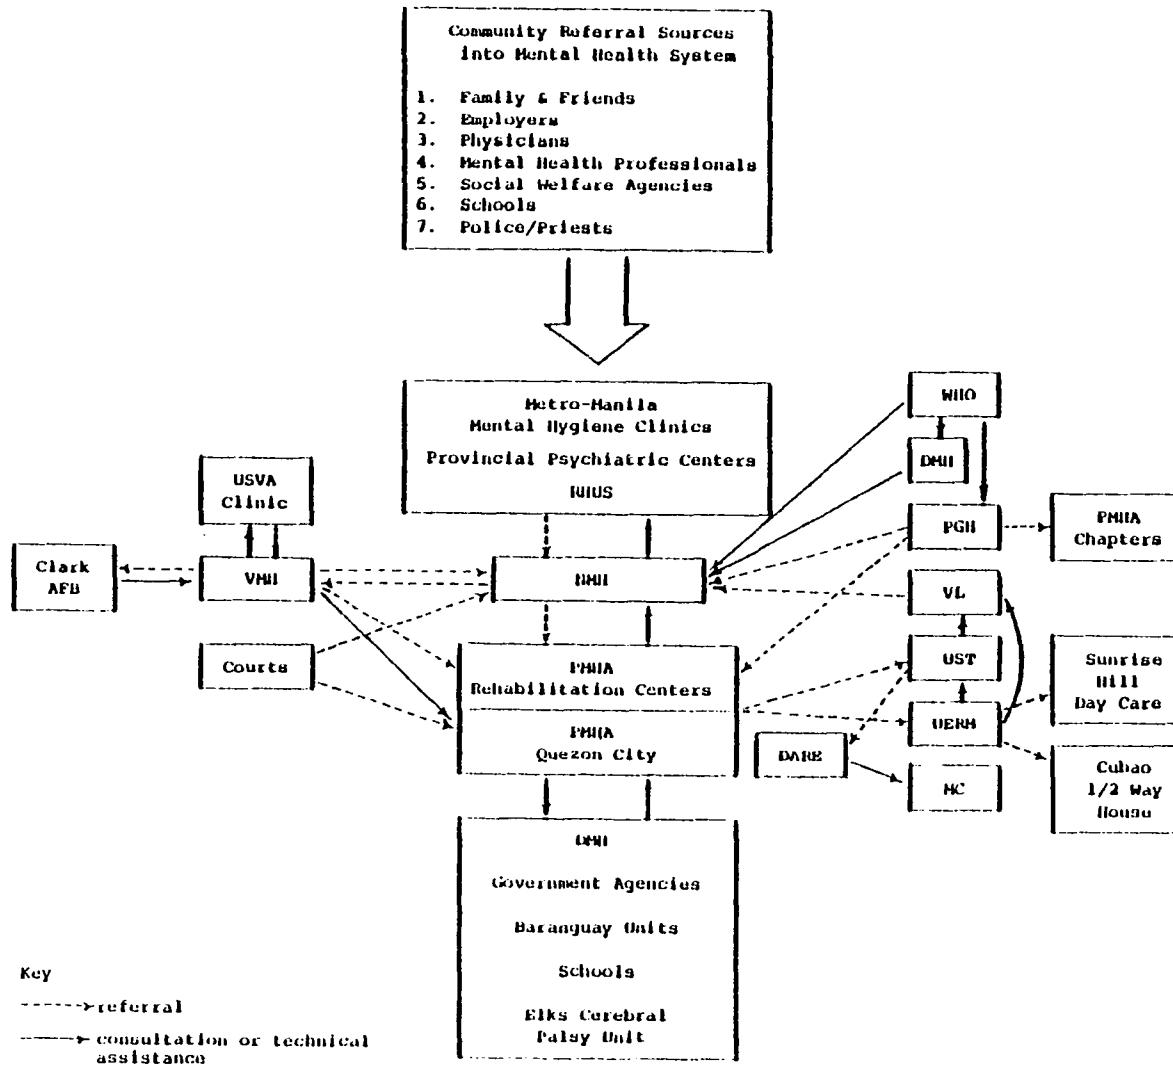 Community Referral Sources
into Mental Health System
1. Family & Friends
2. Employers
3. Physicians
4. Mental Health Professionals
5. Social Welfare Agencies
6. Schools
7. Police/Priests
Metro-Manila
Mental Hygiene Clinics
Provincial Psychiatric Centers
WHO
DMH
USVA
Clinic
PGH
PMHA
Chapters
Clark
AFB
VMH
NMH
VL
Courts
PMHA
Rehabilitation Centers
UST
Sunrise
Hill
Day Care
PMHA
Quezon City
UERM
DARE
MC
Cubao
1/2 Way
House
DMH
Government Agencies
Baranguay Units
Schools
Elks Cerebral
Palsy Unit
Key
referral
consultation or technical
assistance